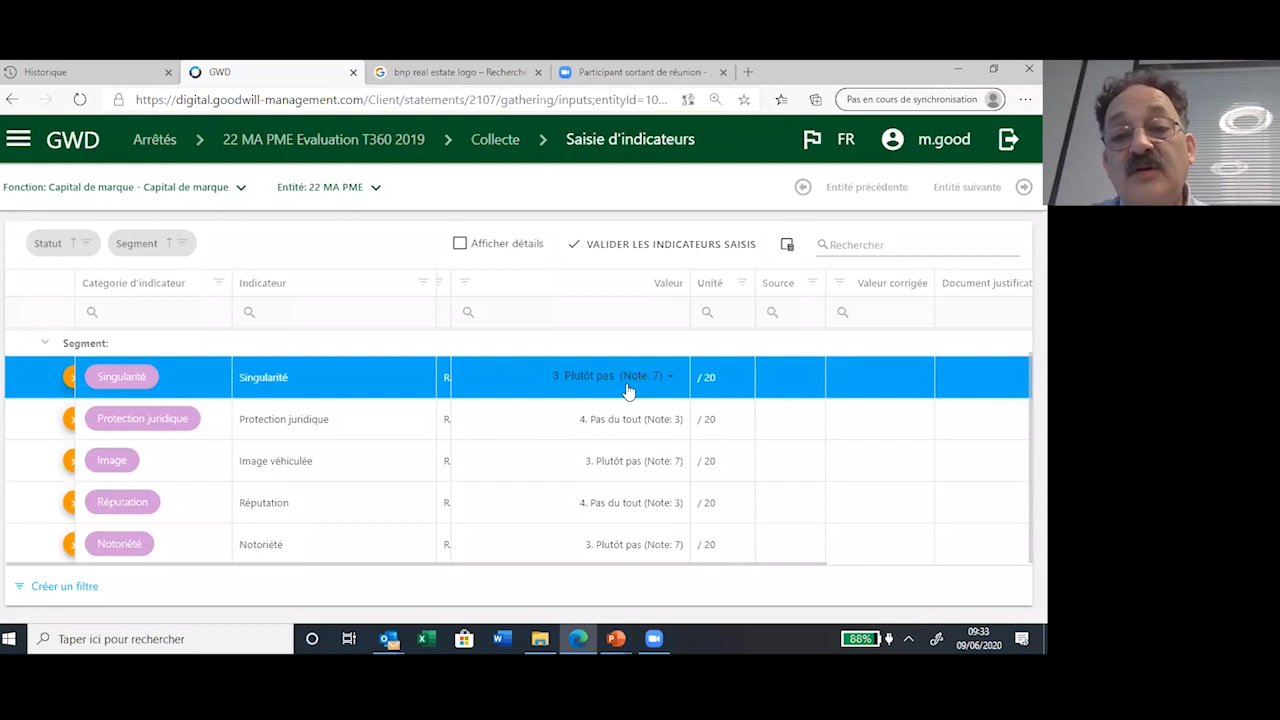 Historique
GWD
bnp real estate logo – Recherche
Participant sortant de réunion -
https://digital.goodwill-management.com/Client/statements/2107/gathering/inputs;entityId=10...
Pas en cours de synchronisation
GWD
Arrêtés > 22 MA PME Evaluation T360 2019 > Collecte > Saisie d'indicateurs
FR
m.good
Fonction: Capital de marque - Capital de marque
Entité: 22 MA PME
Entité précédente
Entité suivante
Statut
Segment
Afficher détails
VALIDER LES INDICATEURS SAISIS
Rechercher
Catégorie d'indicateur Indicateur Valeur Unité Source Valeur corrigée Document justificat
Segment:
Singularité Singularité R. 3. Plutôt pas (Note: 7) / 20
Protection juridique Protection juridique R. 4. Pas du tout (Note: 3) / 20
Image Image véhiculée R. 3. Plutôt pas (Note: 7) / 20
Réputation Réputation R. 4. Pas du tout (Note: 3) / 20
Notoriété Notoriété R. 3. Plutôt pas (Note: 7) / 20
Créer un filtre
Taper ici pour rechercher
88%
09:33
09/06/2020